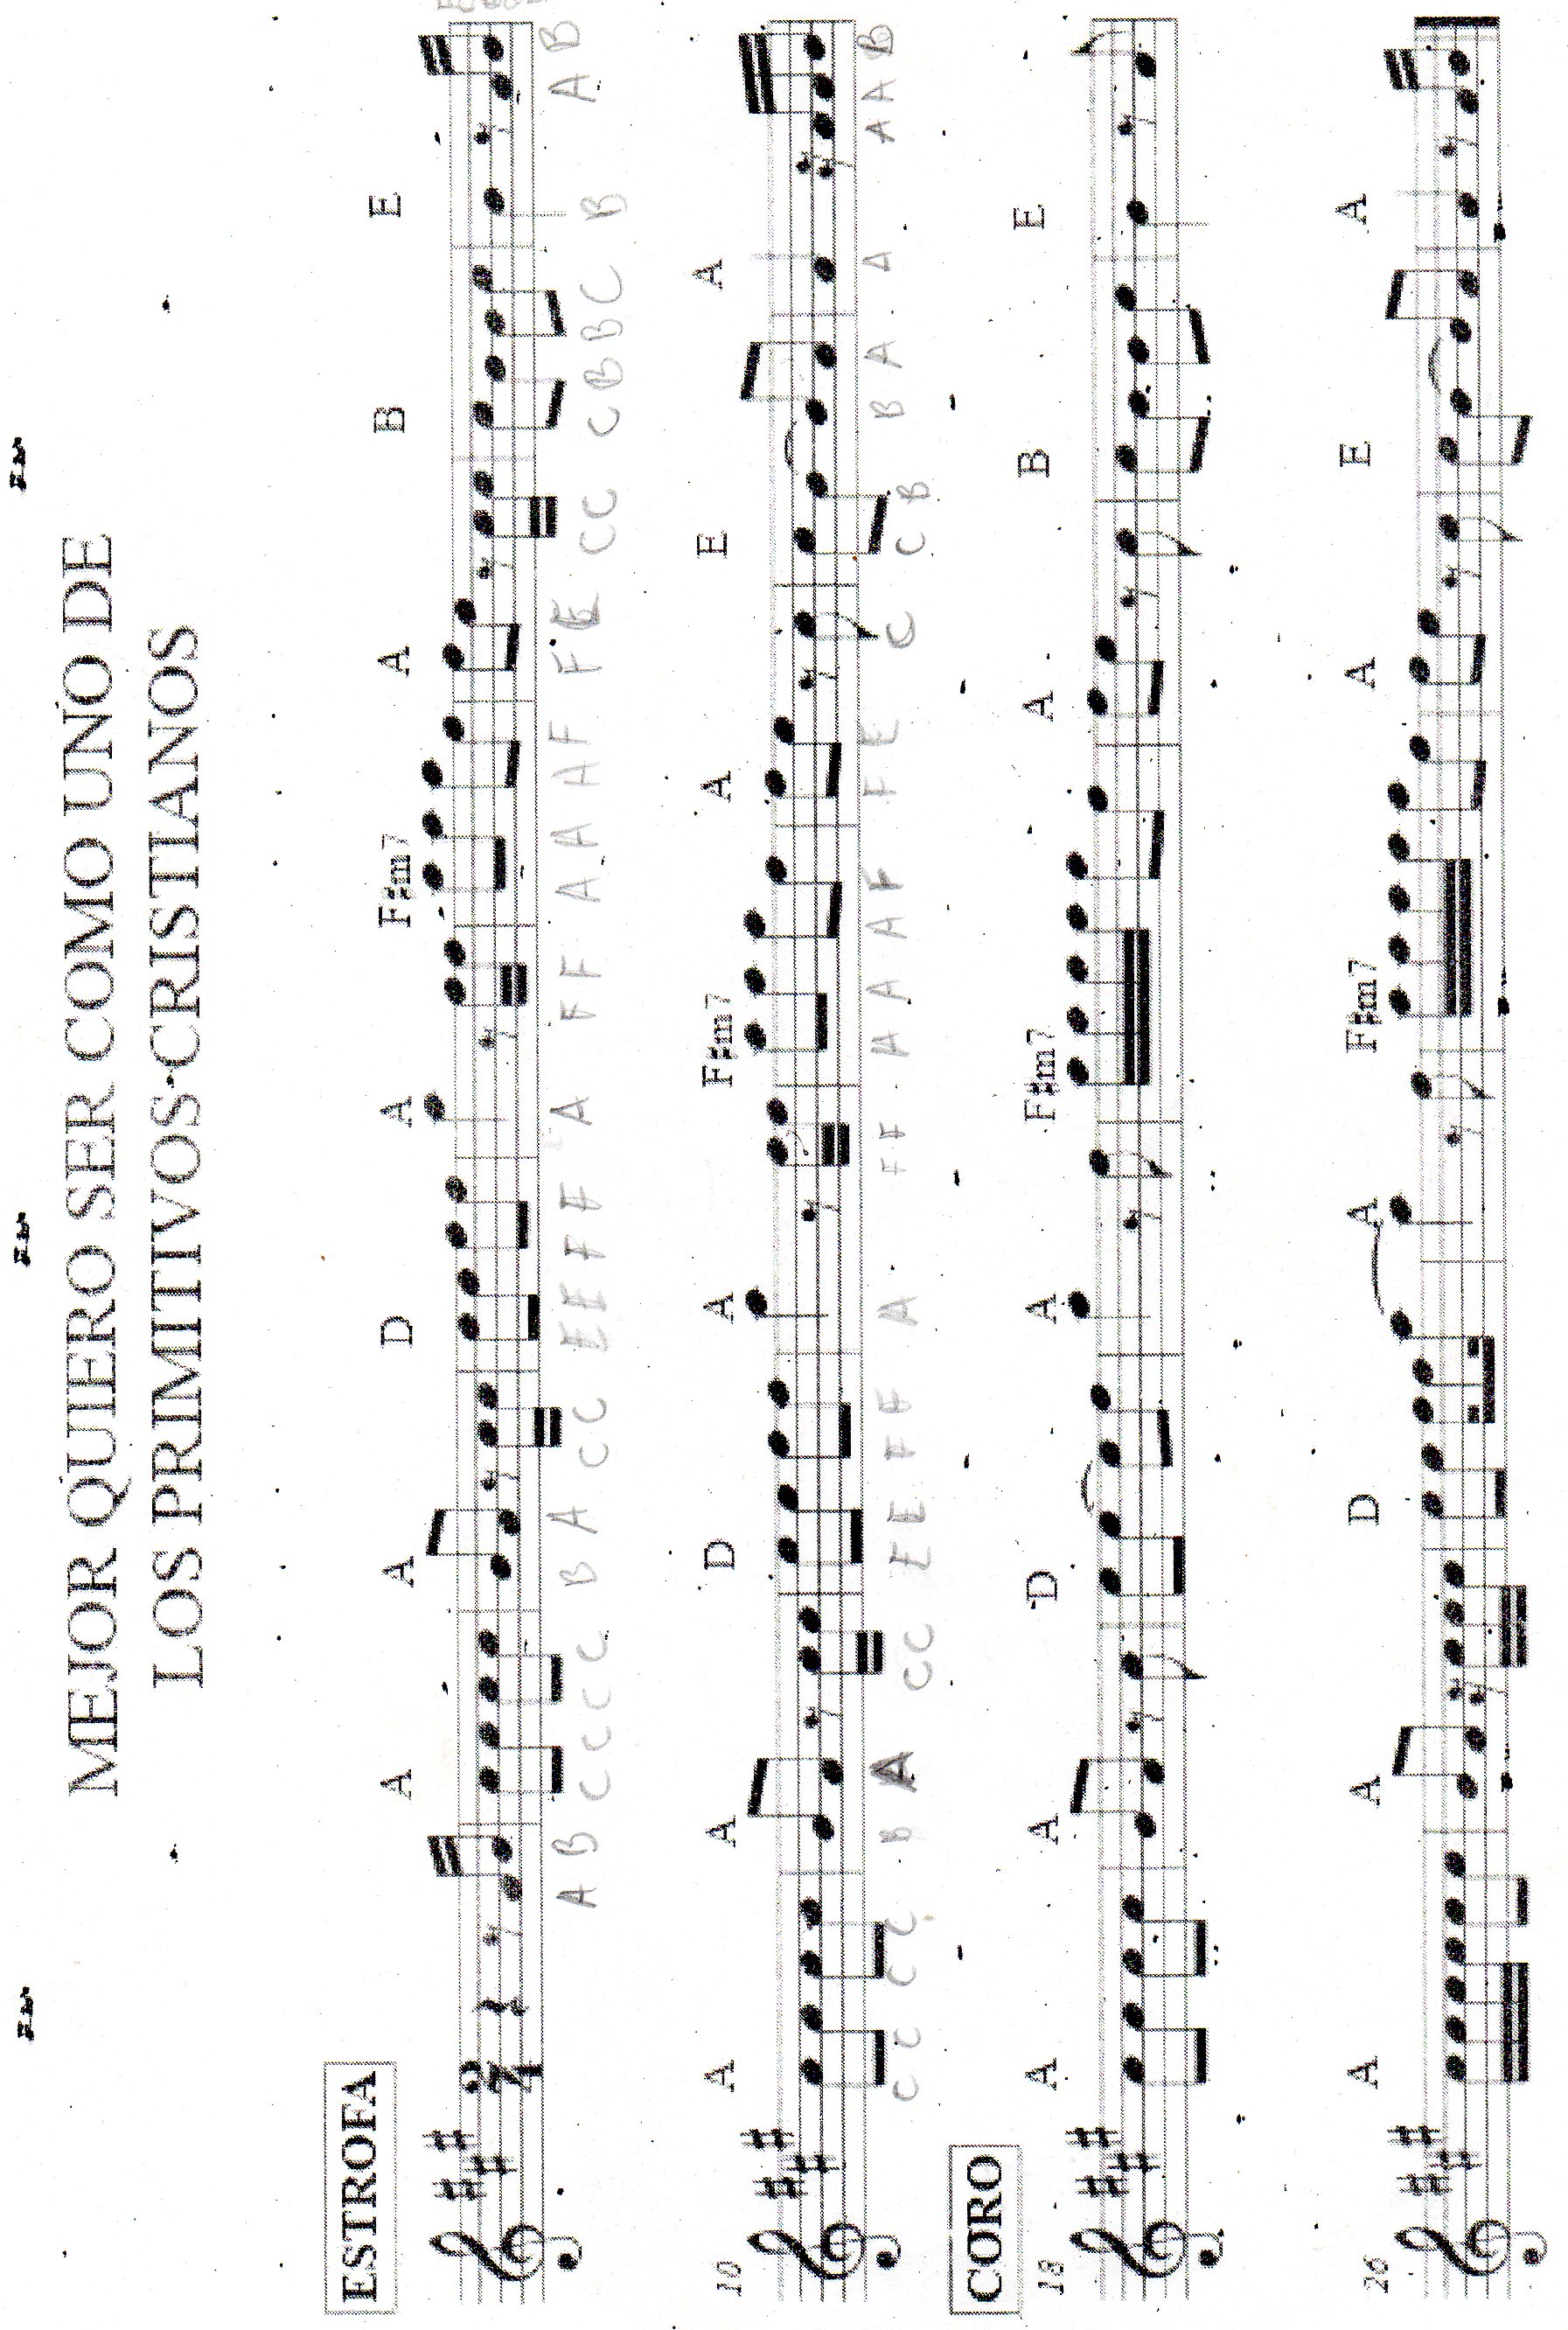 MEJOR QUIERO SER COMO UNO DE
LOS PRIMITIVOS CRISTIANOS
ESTROFA
A A D A F#m7 A B E
2
4
A B C C C C B A C C E E F F A F F A A A F F E C C C B B C B A B
10 A A D A F#m7 A E A
C C C C B A C C E E F F A F F A A A F F E C C B B A A A A B
CORO
18 A A D A F#m7 A B E
26 A A D A F#m7 A E A